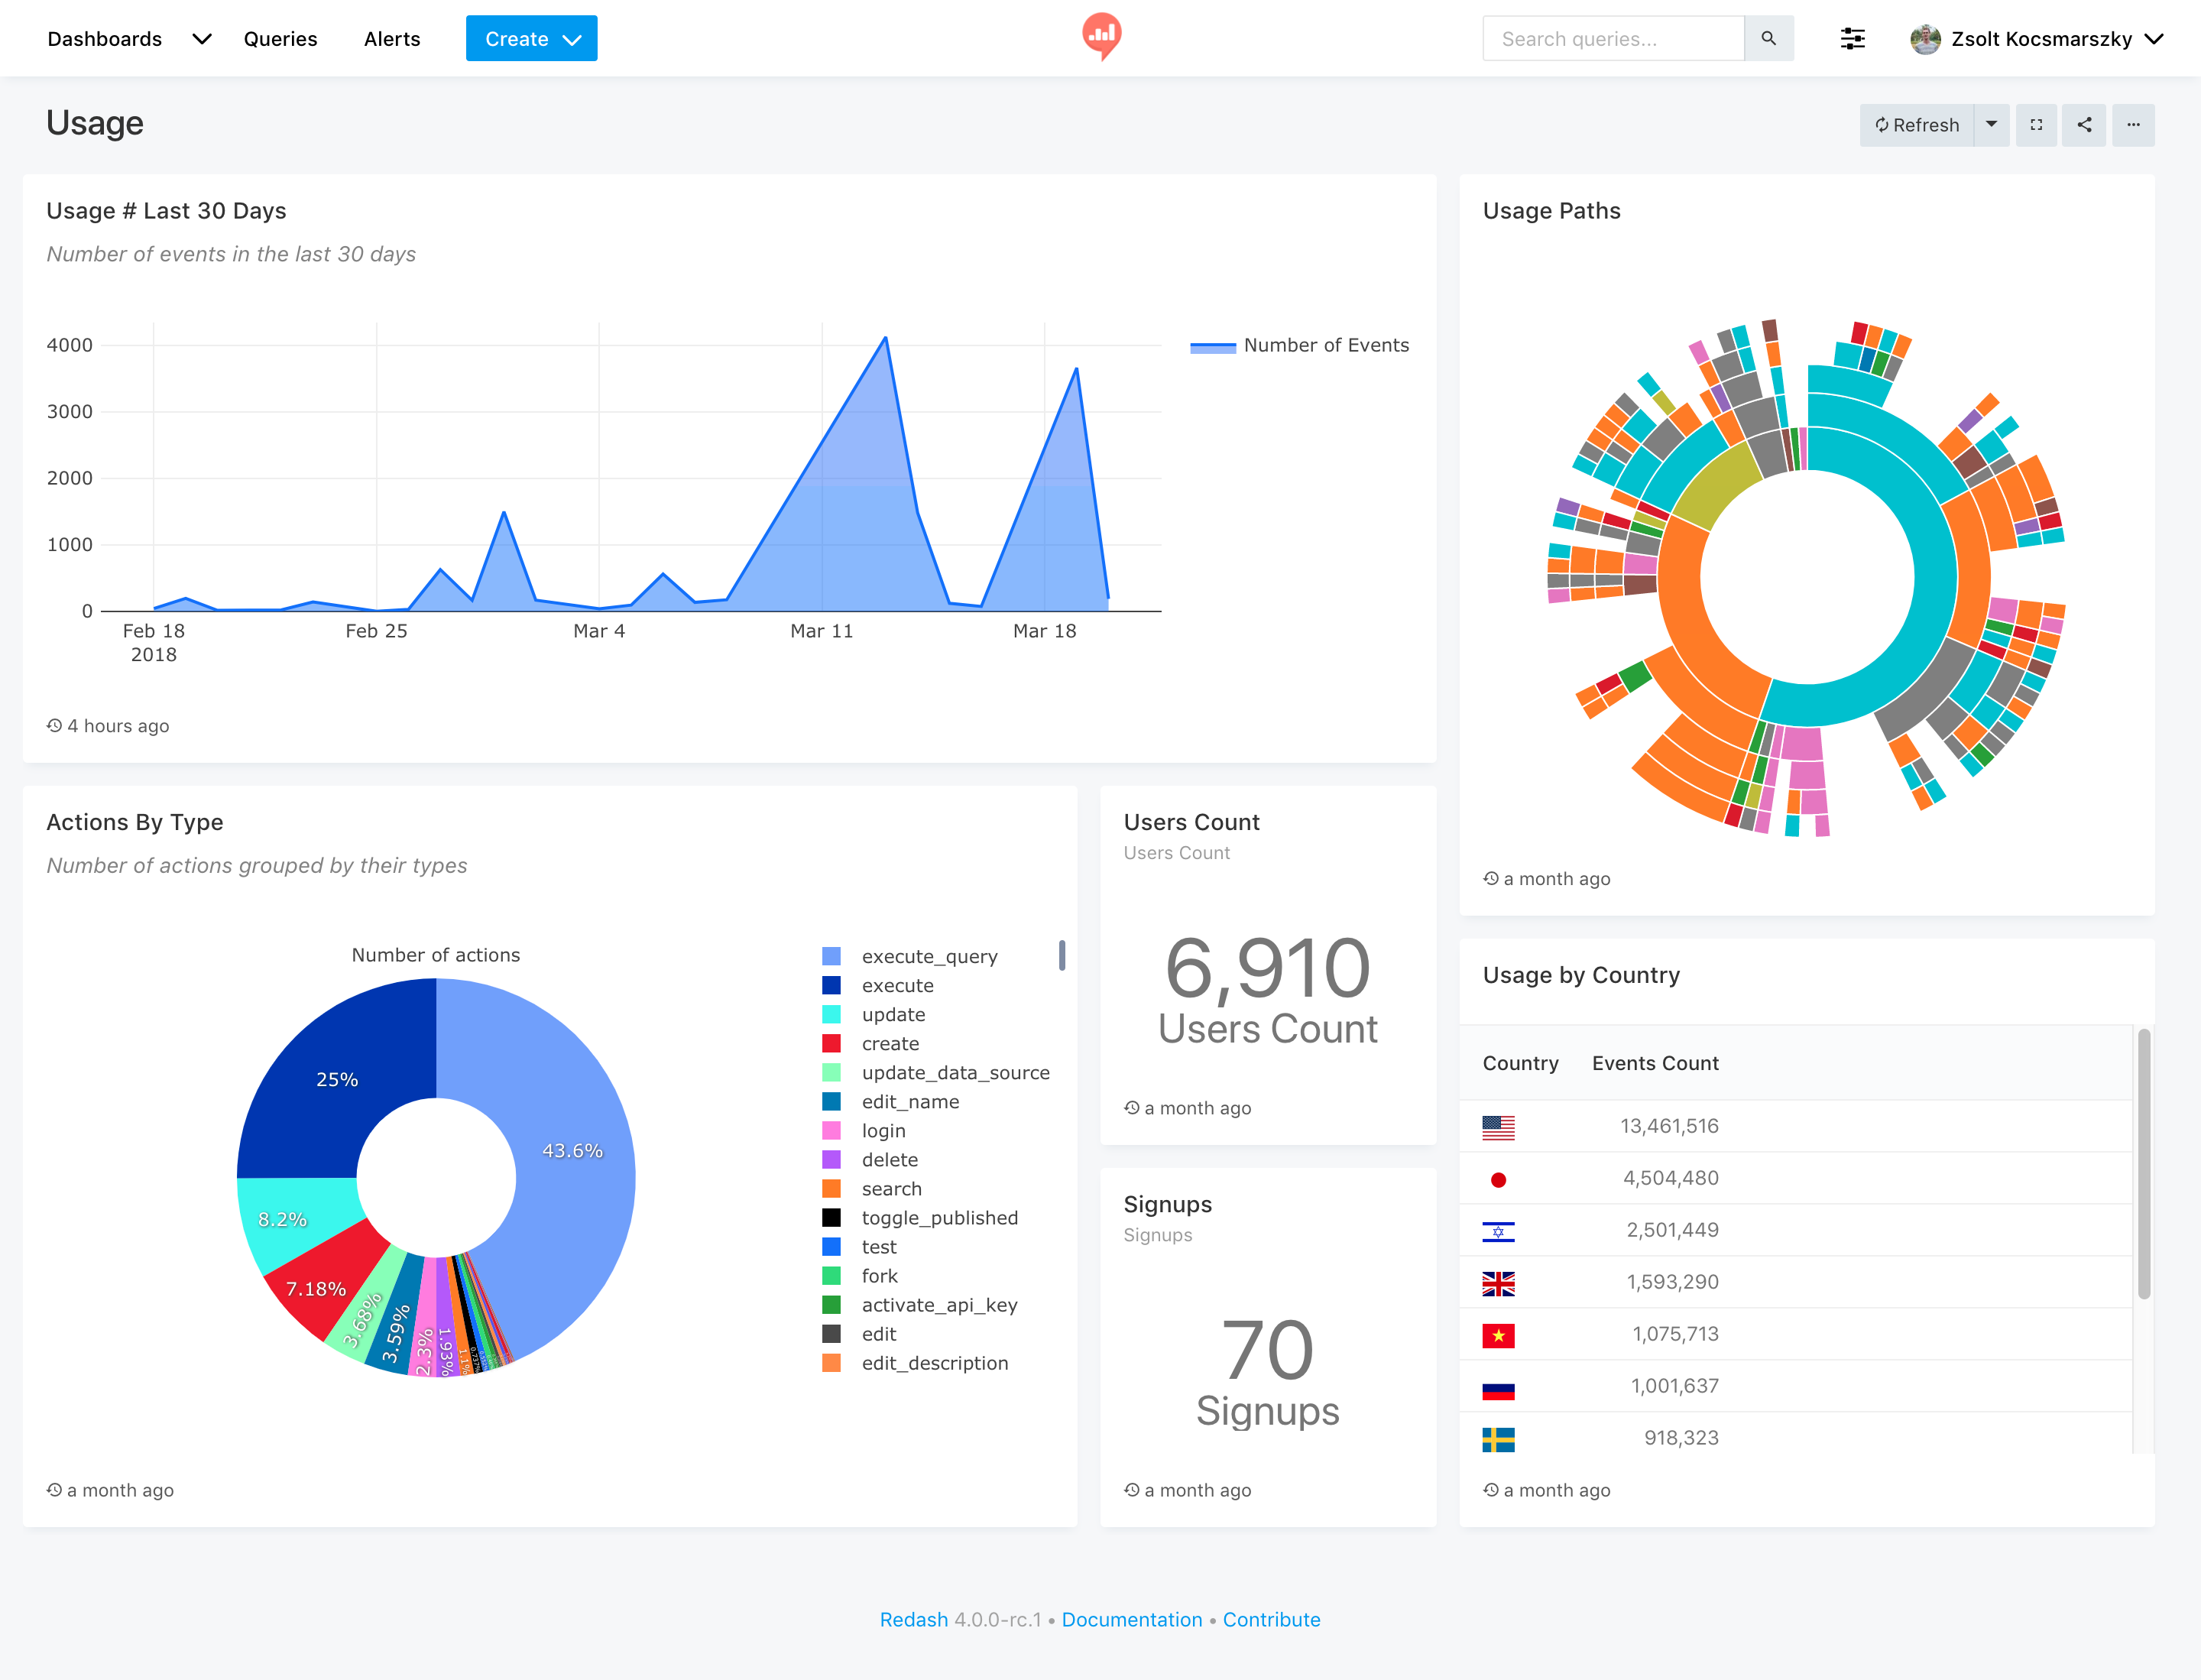 Dashboards Queries Alerts Create Search queries... Zsolt Kocsmarszky
Usage
Refresh
Usage # Last 30 Days
Number of events in the last 30 days
4000
3000
2000
1000
0
Feb 18 Feb 25 Mar 4 Mar 11 Mar 18
2018
Number of Events
4 hours ago
Usage Paths
a month ago
Actions By Type
Number of actions grouped by their types
Number of actions
25%
43.6%
8.2%
7.18%
3.68%
3.59%
2.3%
1.93%
1.1%
execute_query
execute
update
create
update_data_source
edit_name
login
delete
search
toggle_published
test
fork
activate_api_key
edit
edit_description
a month ago
Users Count
Users Count
6,910
Users Count
a month ago
Signups
Signups
70
Signups
a month ago
Usage by Country
Country Events Count
13,461,516
4,504,480
2,501,449
1,593,290
1,075,713
1,001,637
918,323
a month ago
Redash 4.0.0-rc.1 • Documentation • Contribute